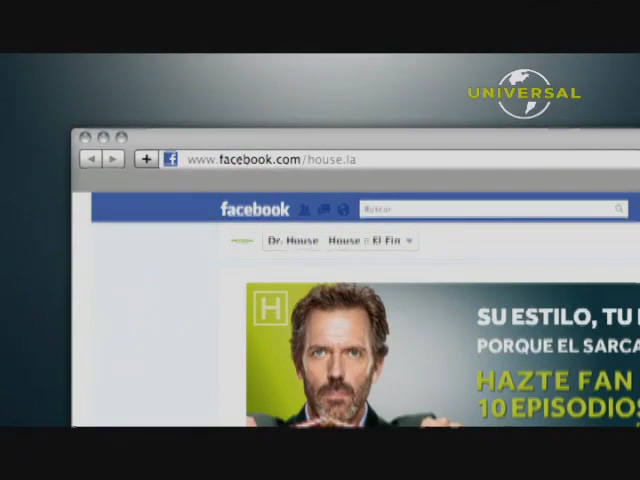 UNIVERSAL
www.facebook.com/house.la
facebook
Buscar
Dr. House House :: El Fin
H
SU ESTILO, TU
PORQUE EL
HAZTE FAN
10 EPISODIOS